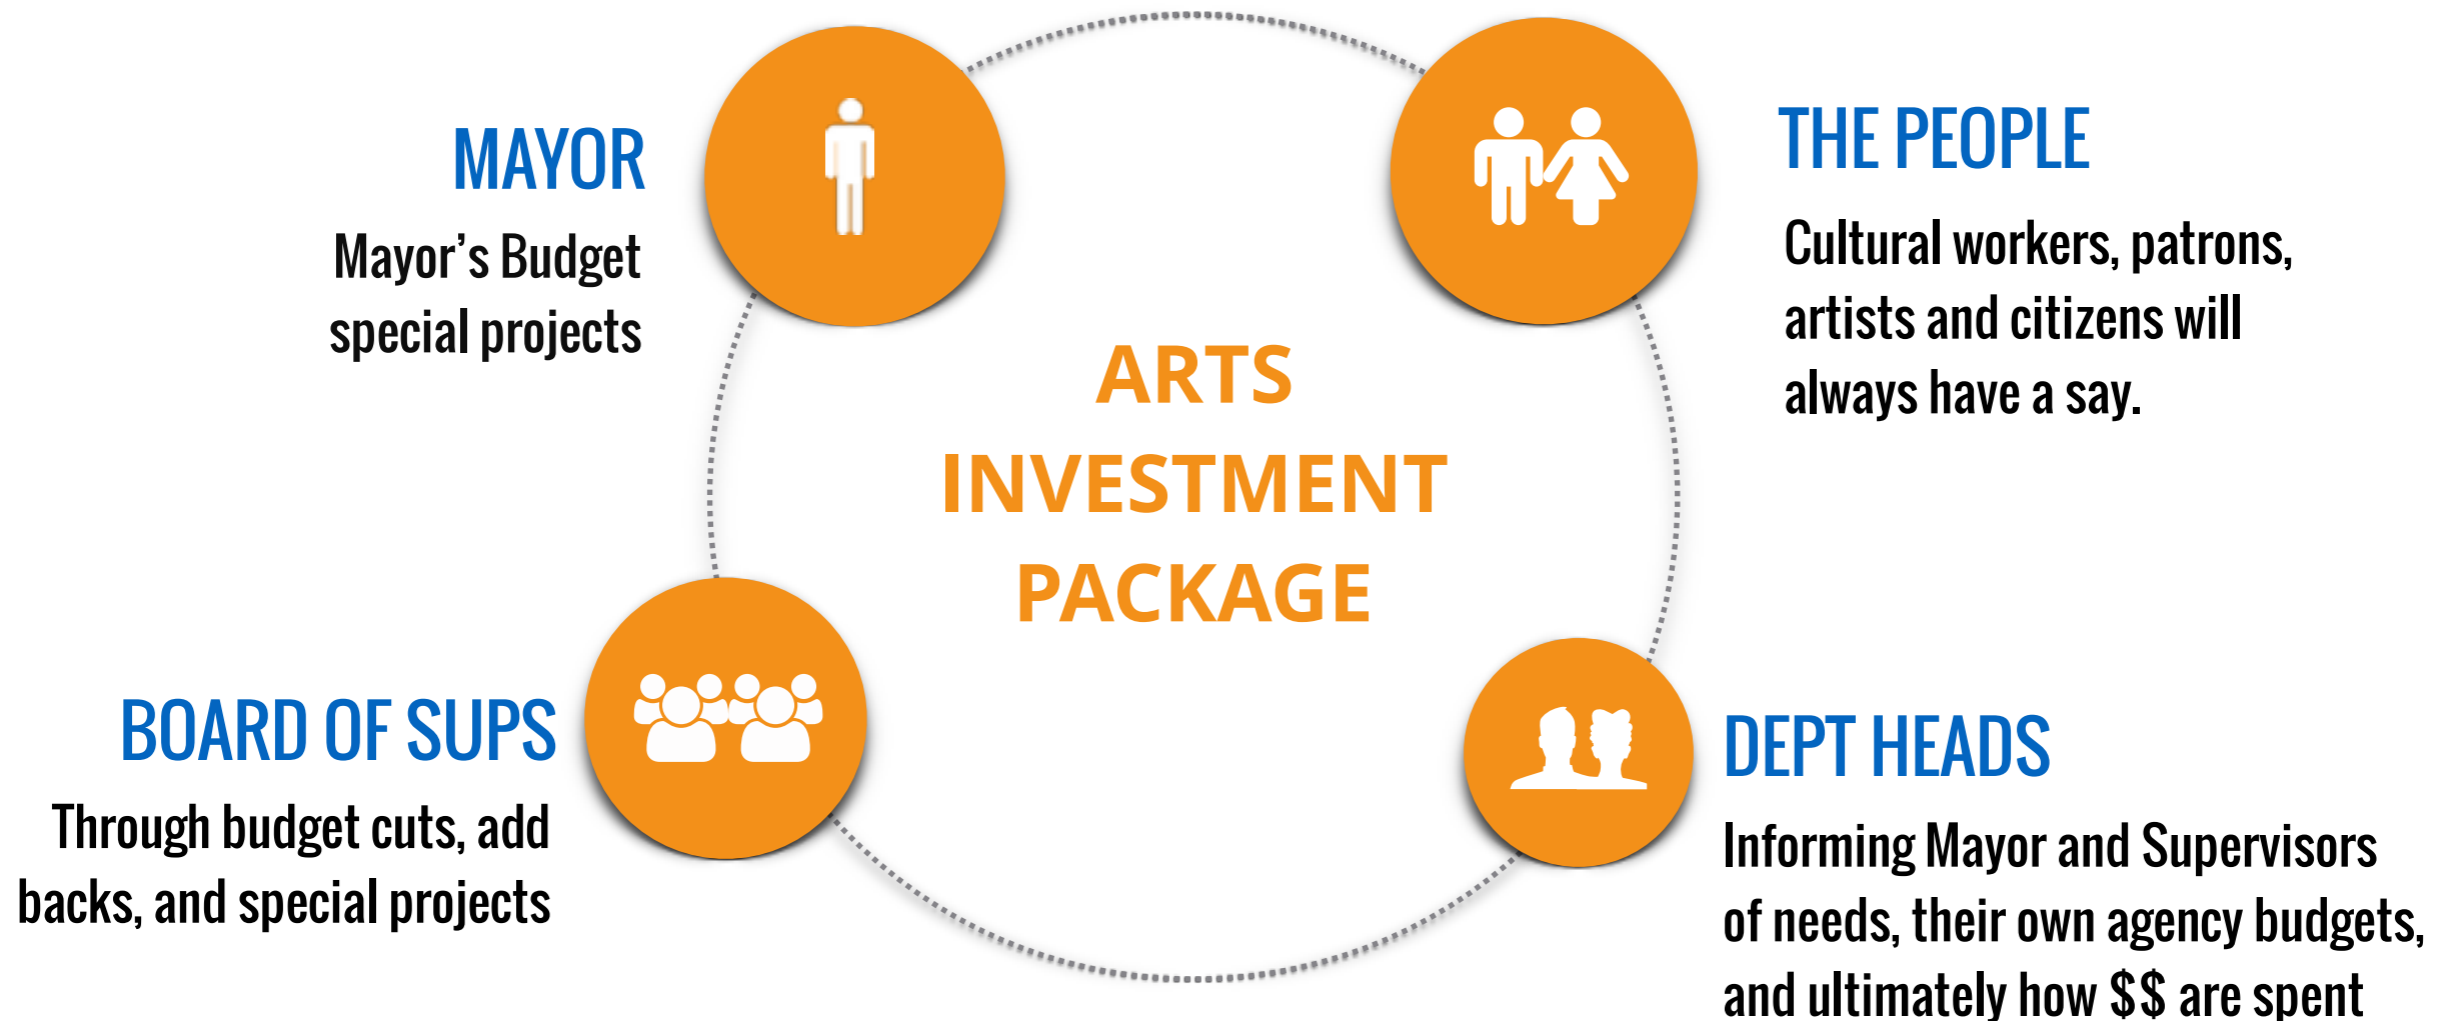 MAYOR
Mayor’s Budget
special projects
THE PEOPLE
Cultural workers, patrons,
artists and citizens will
always have a say.
ARTS
INVESTMENT
PACKAGE
BOARD OF SUPS
Through budget cuts, add
backs, and special projects
DEPT HEADS
Informing Mayor and Supervisors
of needs, their own agency budgets,
and ultimately how $$ are spent